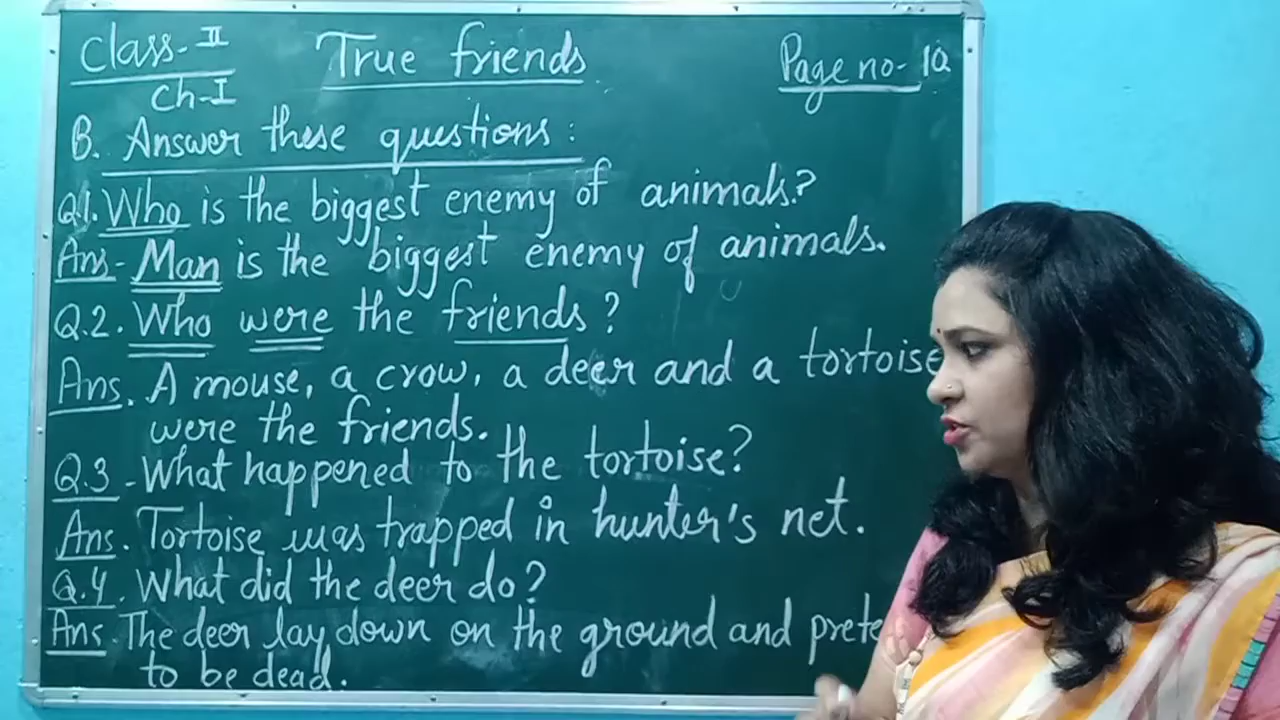 Class-II True friends Page no- 10
Ch-I
B. Answer these questions:
Q1. Who is the biggest enemy of animals?
Ans- Man is the biggest enemy of animals.
Q.2. Who were the friends?
Ans. A mouse, a crow, a deer and a tortoise
were the friends.
Q.3 - What happened to the tortoise?
Ans. Tortoise was trapped in hunter's net.
Q.4. What did the deer do?
Ans. The deer lay down on the ground and prete
to be dead.